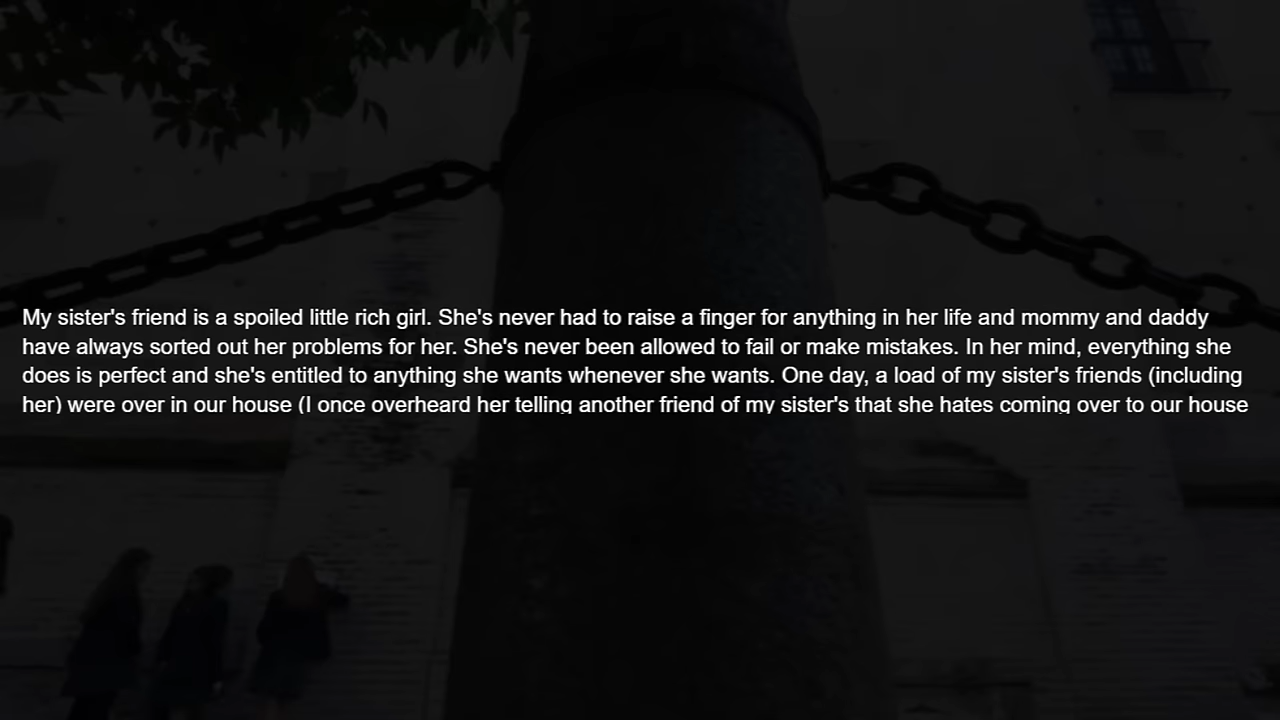 My sister's friend is a spoiled little rich girl. She's never had to raise a finger for anything in her life and mommy and daddy
have always sorted out her problems for her. She's never been allowed to fail or make mistakes. In her mind, everything she
does is perfect and she's entitled to anything she wants whenever she wants. One day, a load of my sister's friends (including
her) were over in our house (I once overheard her telling another friend of my sister's that she hates coming over to our house